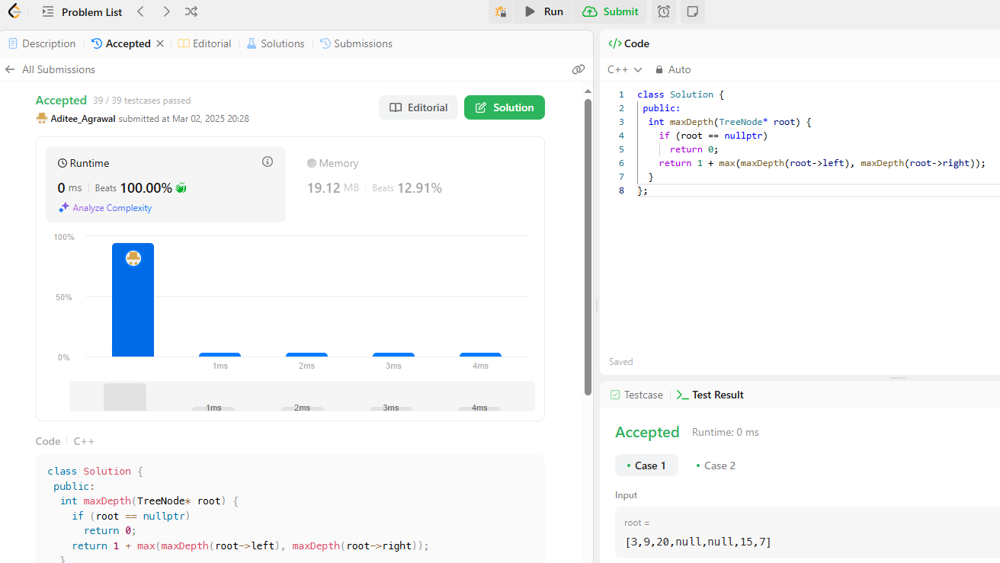 Problem List
Run
Submit
Description
Accepted
Editorial
Solutions
Submissions
All Submissions
Accepted 39 / 39 testcases passed
Aditee_Agrawal submitted at Mar 02, 2025 20:28
Editorial
Solution
Runtime
0 ms Beats 100.00%
Analyze Complexity
Memory
19.12 MB Beats 12.91%
100%
50%
0%
1ms 2ms 3ms 4ms
1ms 2ms 3ms 4ms
Code C++
class Solution {
 public:
  int maxDepth(TreeNode* root) {
    if (root == nullptr)
      return 0;
    return 1 + max(maxDepth(root->left), maxDepth(root->right));
  }
</> Code
C++ Auto
1 class Solution {
2  public:
3   int maxDepth(TreeNode* root) {
4     if (root == nullptr)
5       return 0;
6     return 1 + max(maxDepth(root->left), maxDepth(root->right));
7   }
8 };
Saved
Testcase
Test Result
Accepted Runtime: 0 ms
• Case 1 • Case 2
Input
root =
[3,9,20,null,null,15,7]